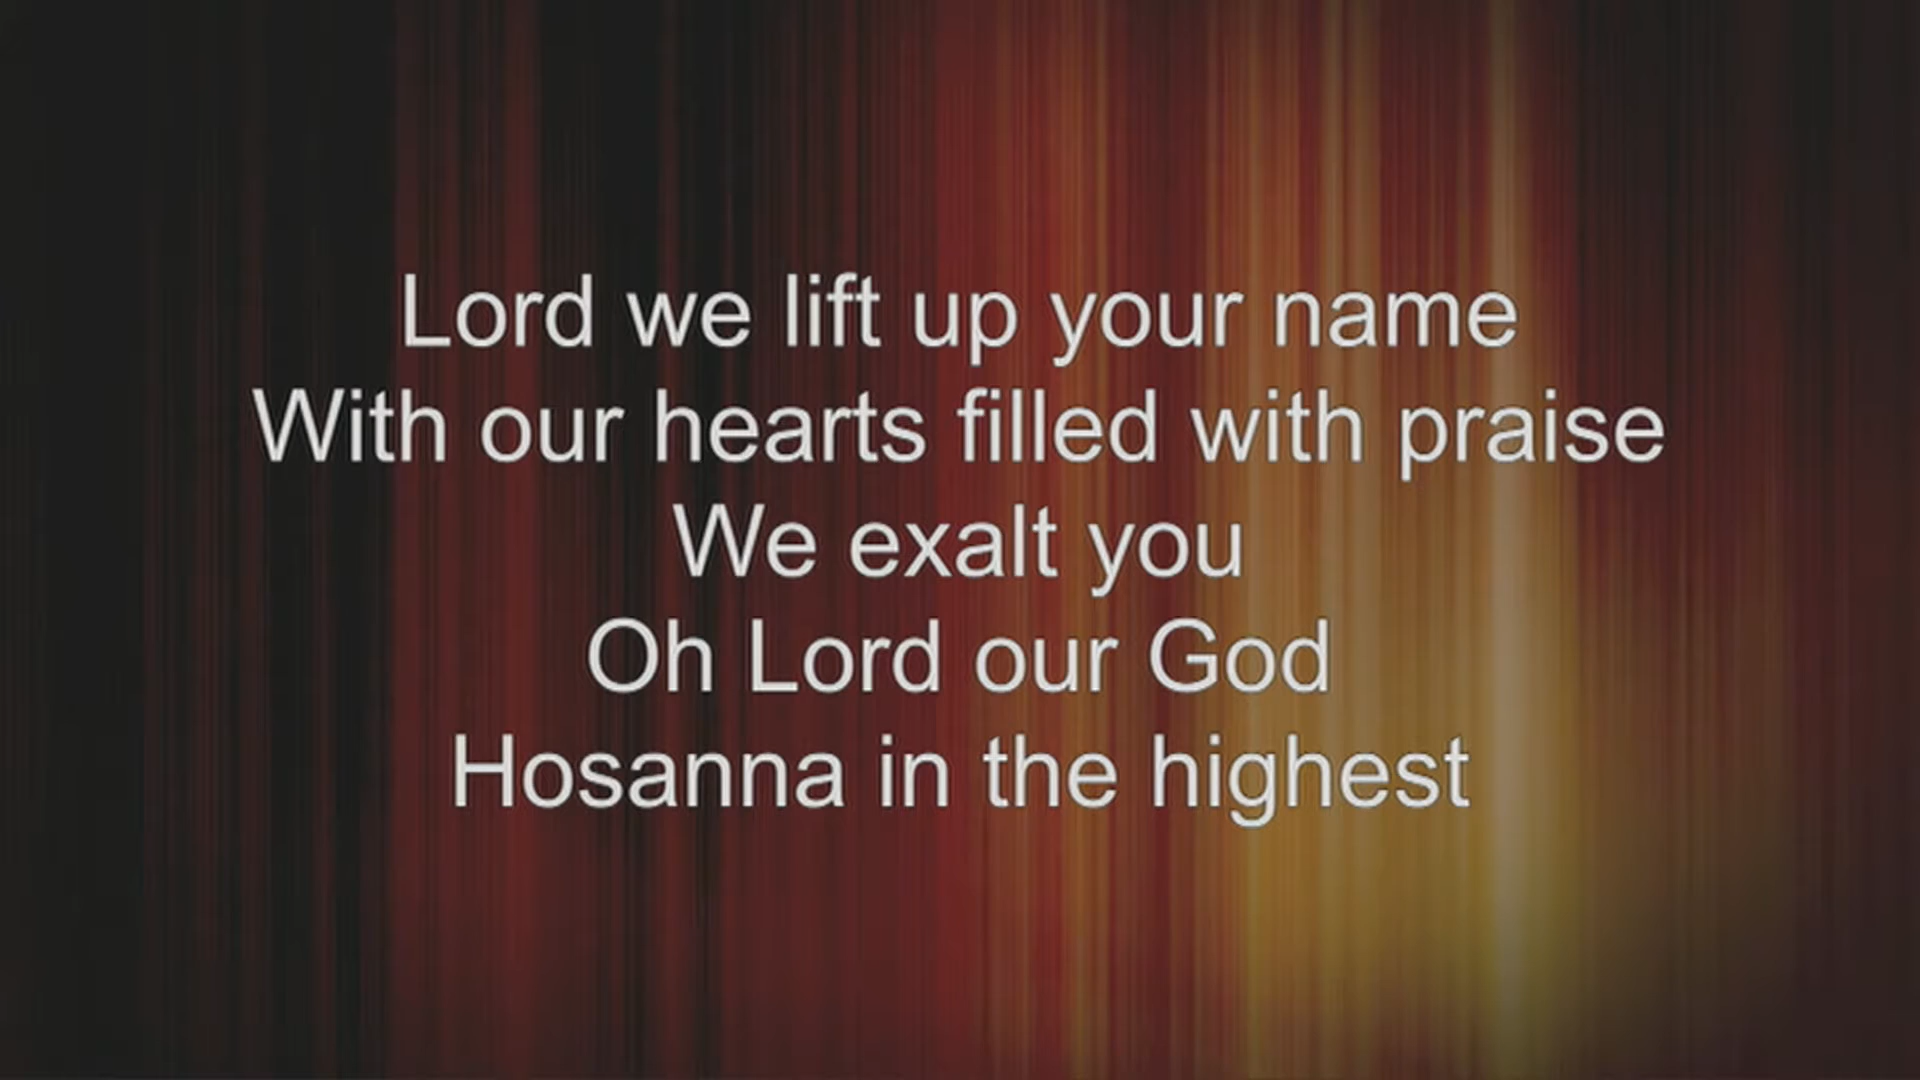 Lord we lift up your name
With our hearts filled with praise
We exalt you
Oh Lord our God
Hosanna in the highest